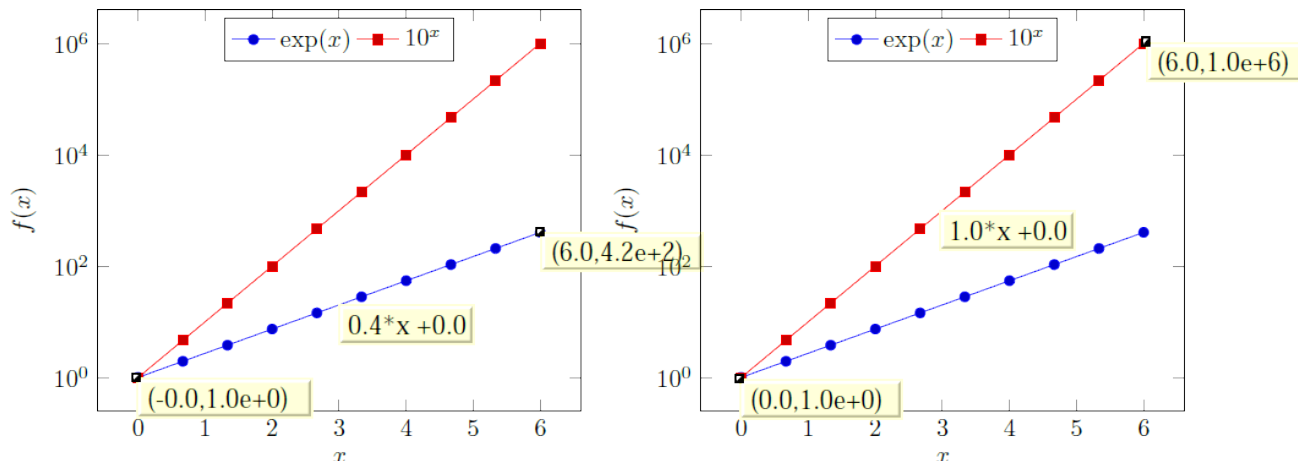 exp(x) 10^x
10^6
10^4
10^2
10^0
f(x)
(6.0,4.2e+2)
0.4*x +0.0
(-0.0,1.0e+0)
0 1 2 3 4 5 6
x
exp(x) 10^x
10^6
10^4
10^2
10^0
f(x)
(6.0,1.0e+6)
1.0*x +0.0
(0.0,1.0e+0)
0 1 2 3 4 5 6
x